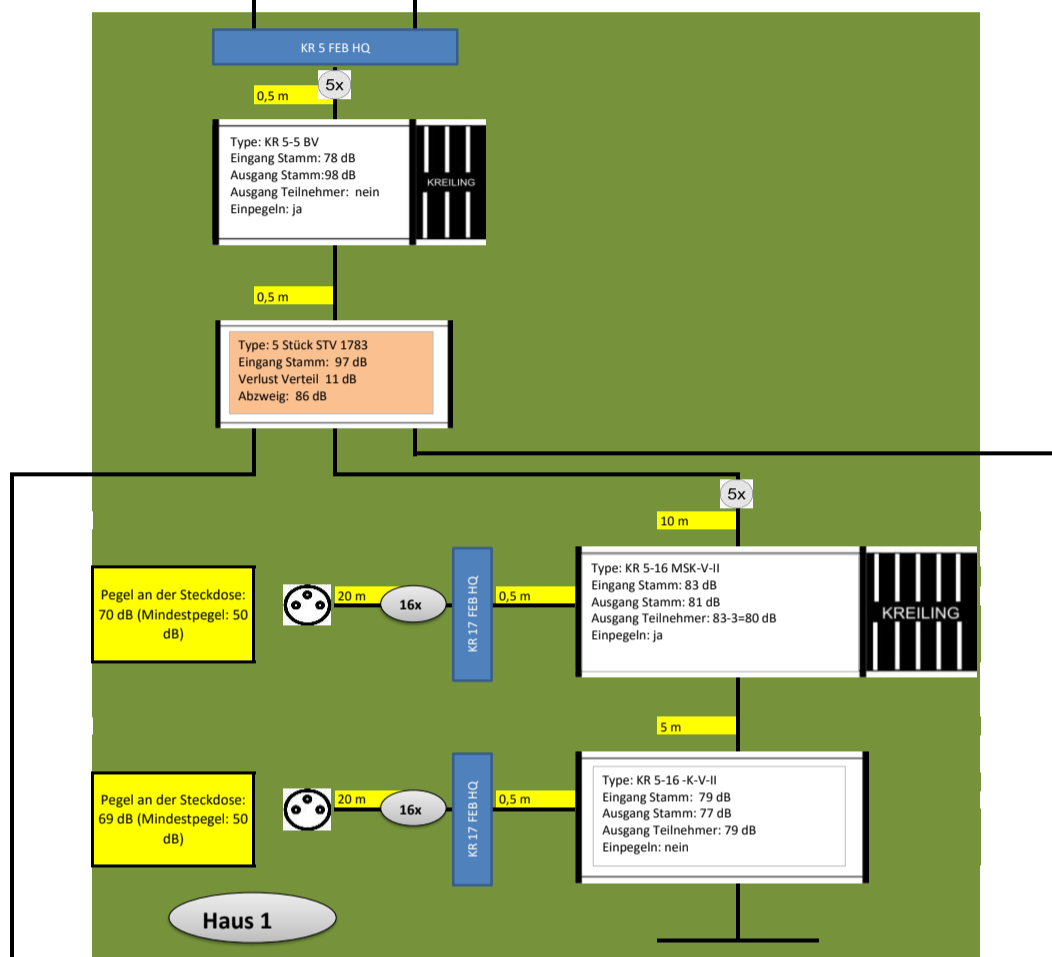 KR 5 FEB HQ
5x
0,5 m
Type: KR 5-5 BV
Eingang Stamm: 78 dB
Ausgang Stamm:98 dB
Ausgang Teilnehmer:  nein
Einpegeln: ja
KREILING
0,5 m
Type: 5 Stück STV 1783
Eingang Stamm:  97 dB
Verlust Verteil  11 dB
Abzweig:  86 dB
5x
10 m
Pegel an der Steckdose:
70 dB (Mindestpegel: 50
dB)
20 m
16x
KR 17 FEB HQ
0,5 m
Type: KR 5-16 MSK-V-II
Eingang Stamm: 83 dB
Ausgang Stamm: 81 dB
Ausgang Teilnehmer: 83-3=80 dB
Einpegeln: ja
KREILING
5 m
Pegel an der Steckdose:
69 dB (Mindestpegel: 50
dB)
20 m
16x
KR 17 FEB HQ
0,5 m
Type: KR 5-16 -K-V-II
Eingang Stamm:  79 dB
Ausgang Stamm: 77 dB
Ausgang Teilnehmer: 79 dB
Einpegeln: nein
Haus 1